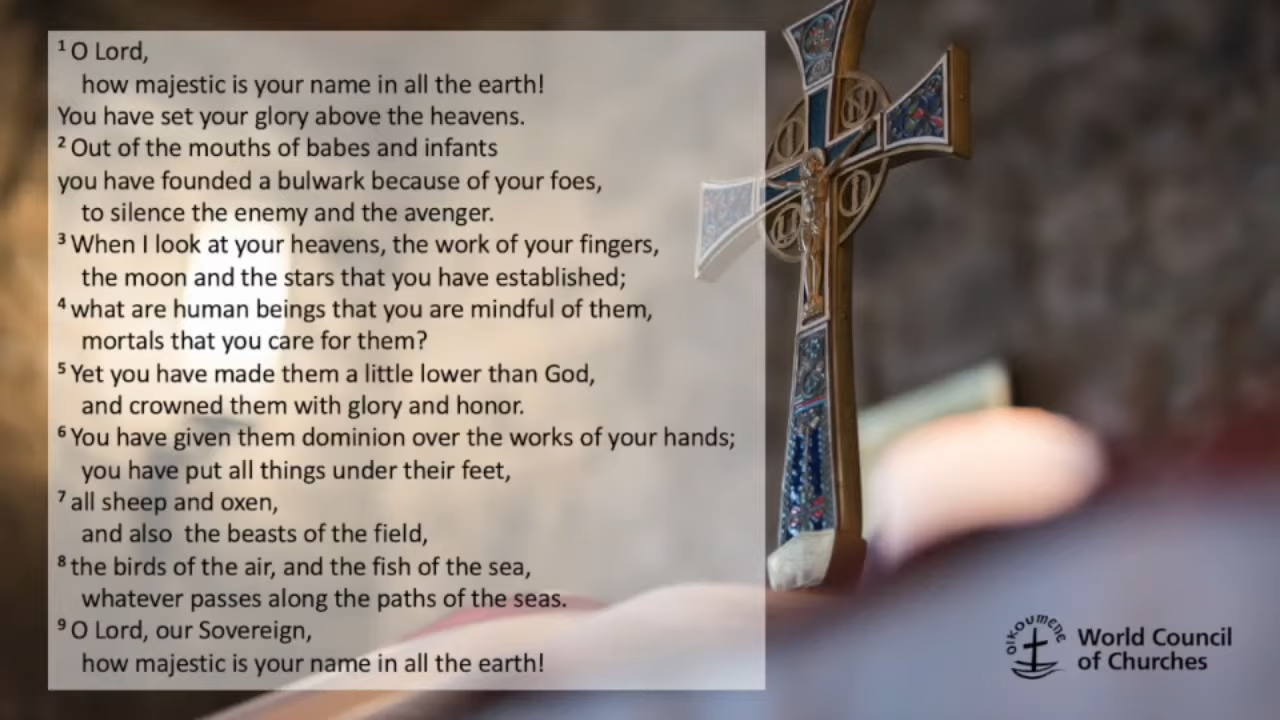 ¹ O Lord,
how majestic is your name in all the earth!
You have set your glory above the heavens.
² Out of the mouths of babes and infants
you have founded a bulwark because of your foes,
to silence the enemy and the avenger.
³ When I look at your heavens, the work of your fingers,
the moon and the stars that you have established;
⁴ what are human beings that you are mindful of them,
mortals that you care for them?
⁵ Yet you have made them a little lower than God,
and crowned them with glory and honor.
⁶ You have given them dominion over the works of your hands;
you have put all things under their feet,
⁷ all sheep and oxen,
and also  the beasts of the field,
⁸ the birds of the air, and the fish of the sea,
whatever passes along the paths of the seas.
⁹ O Lord, our Sovereign,
how majestic is your name in all the earth!
OIKOUMENE
World Council
of Churches